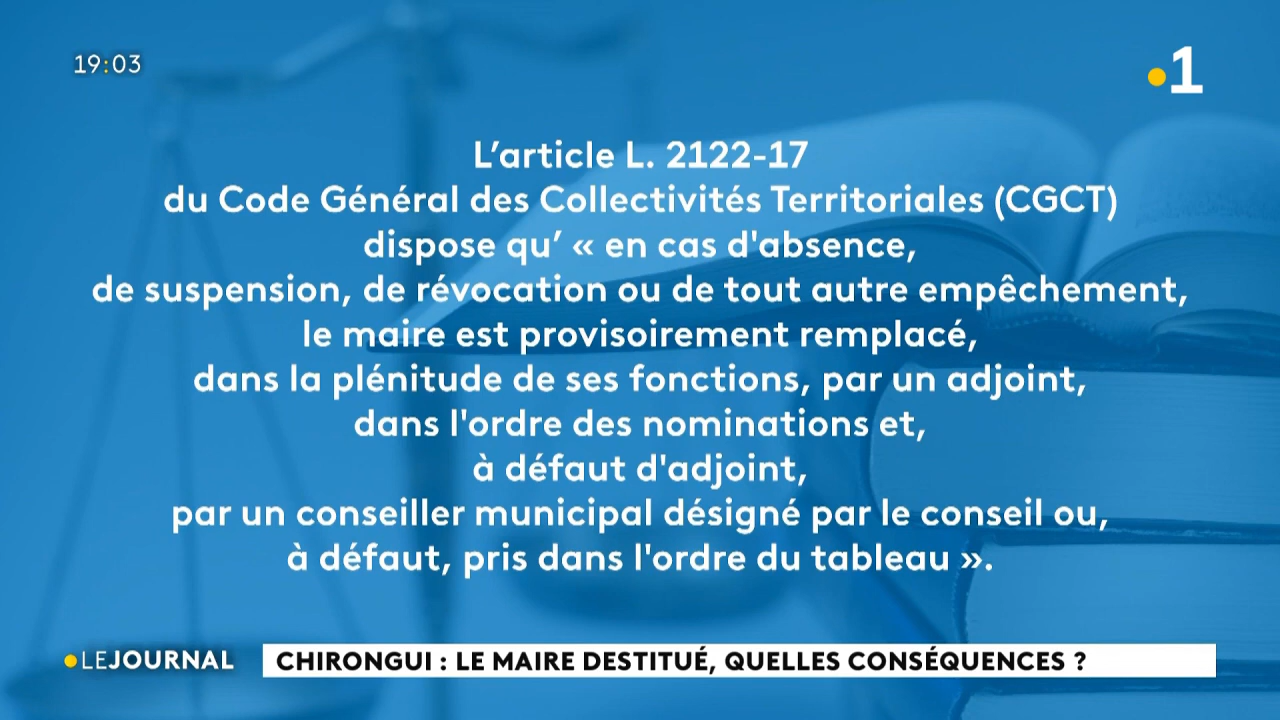 19:03
1
L’article L. 2122-17
du Code Général des Collectivités Territoriales (CGCT)
dispose qu’ « en cas d'absence,
de suspension, de révocation ou de tout autre empêchement,
le maire est provisoirement remplacé,
dans la plénitude de ses fonctions, par un adjoint,
dans l'ordre des nominations et,
à défaut d'adjoint,
par un conseiller municipal désigné par le conseil ou,
à défaut, pris dans l'ordre du tableau ».
LEJOURNAL
CHIRONGUI : LE MAIRE DESTITUÉ, QUELLES CONSÉQUENCES ?